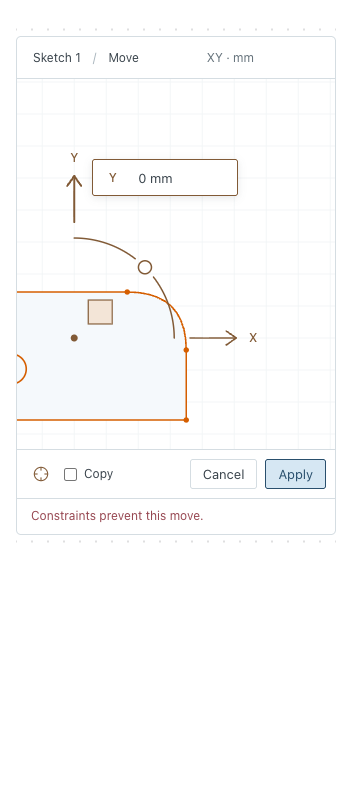 Sketch 1 / Move XY · mm
Y
Y 0 mm
X
Copy Cancel Apply
Constraints prevent this move.